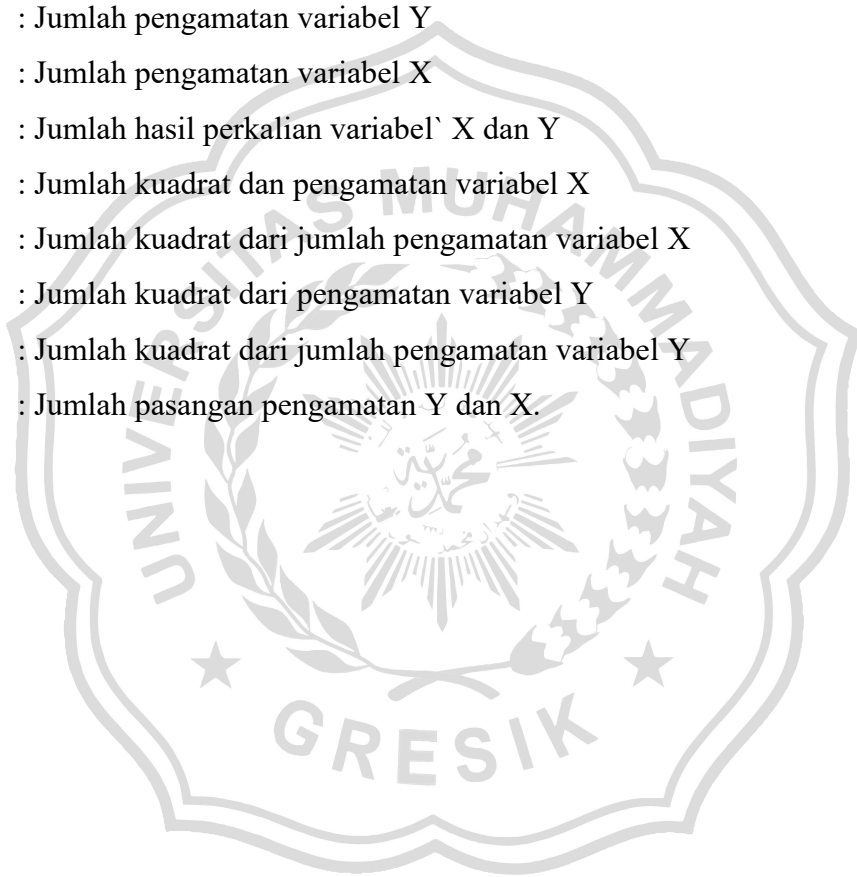 : Jumlah pengamatan variabel Y
: Jumlah pengamatan variabel X
: Jumlah hasil perkalian variabel` X dan Y
: Jumlah kuadrat dan pengamatan variabel X
: Jumlah kuadrat dari jumlah pengamatan variabel X
: Jumlah kuadrat dari pengamatan variabel Y
: Jumlah kuadrat dari jumlah pengamatan variabel Y
: Jumlah pasangan pengamatan Y dan X.
UNIVERSITAS MUHAMMADIYAH
GRESIK